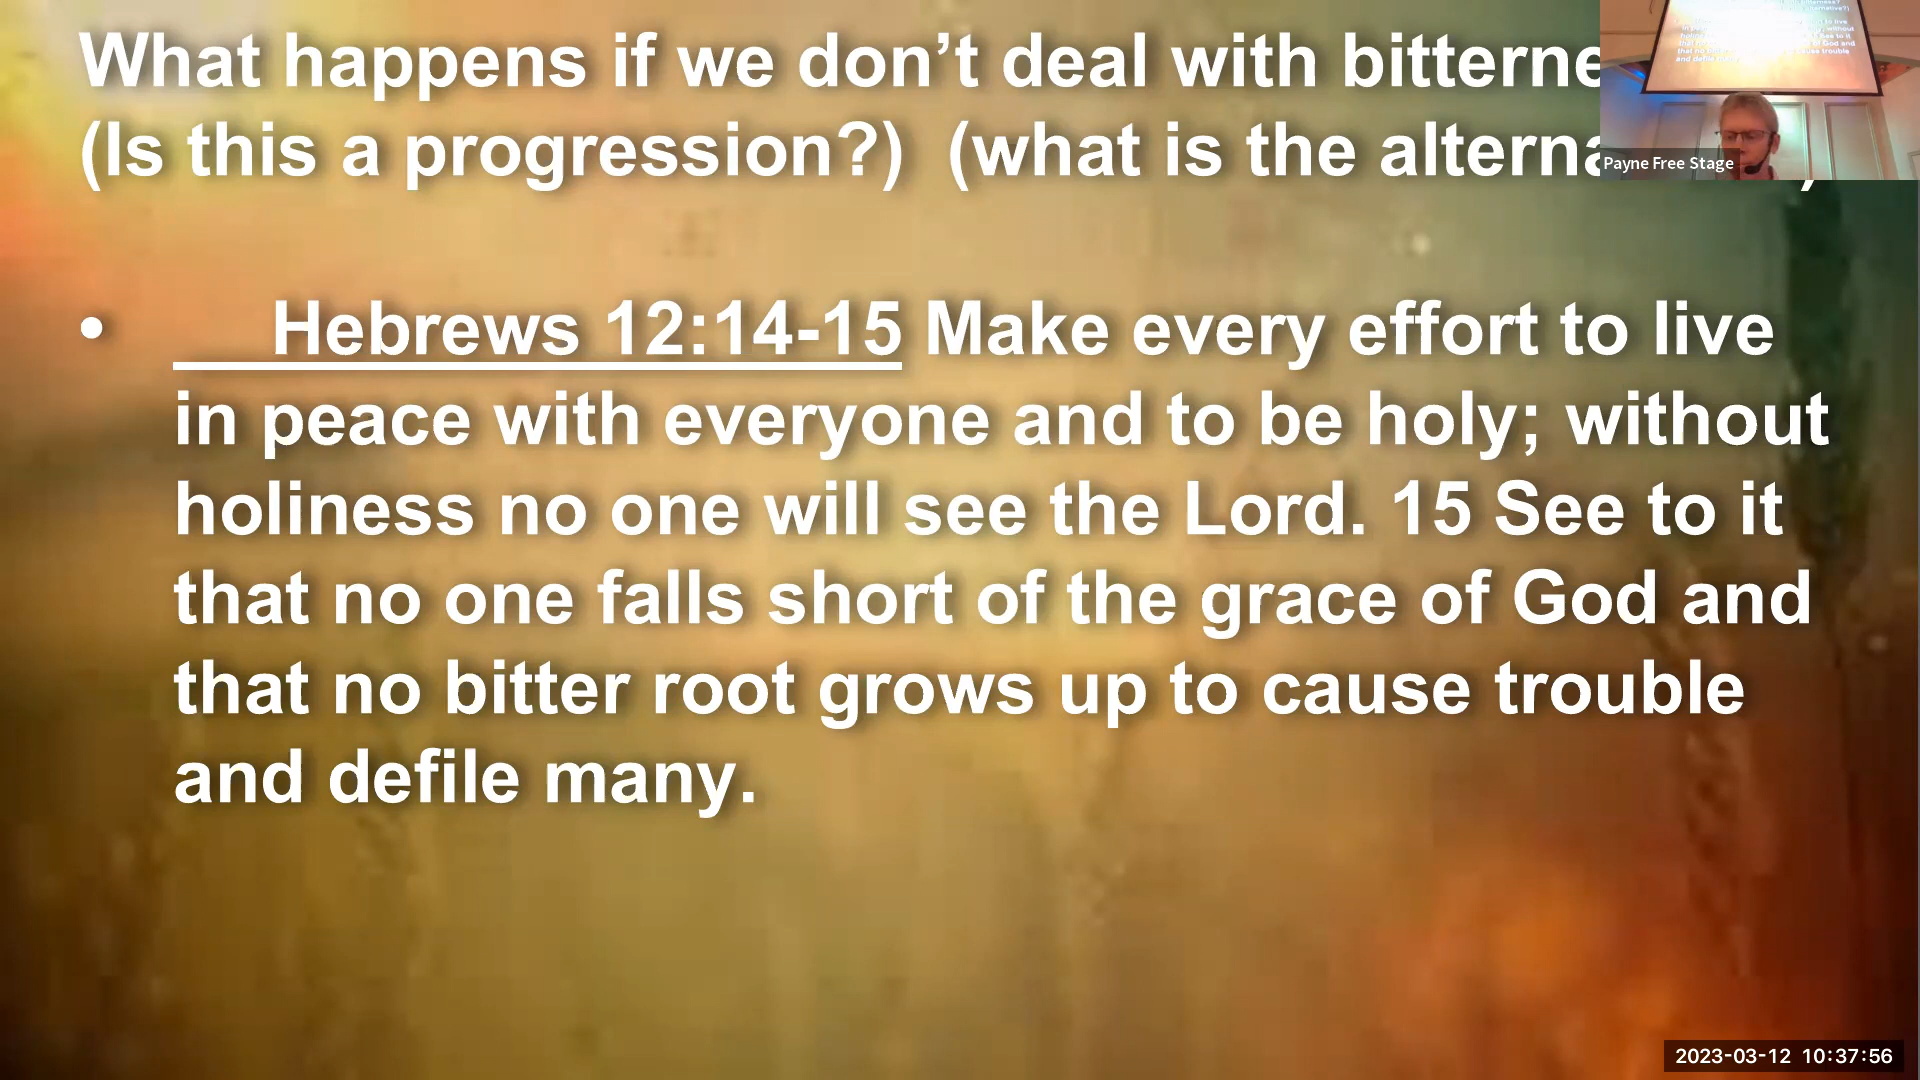 What happens if we don’t deal with
(Is this a progression?) (what is the
• Hebrews 12:14-15 Make every effort to live
in peace with everyone and to be holy; without
holiness no one will see the Lord. 15 See to it
that no one falls short of the grace of God and
that no bitter root grows up to cause trouble
and defile many.
Payne Free Stage
2023-03-12 10:37:56